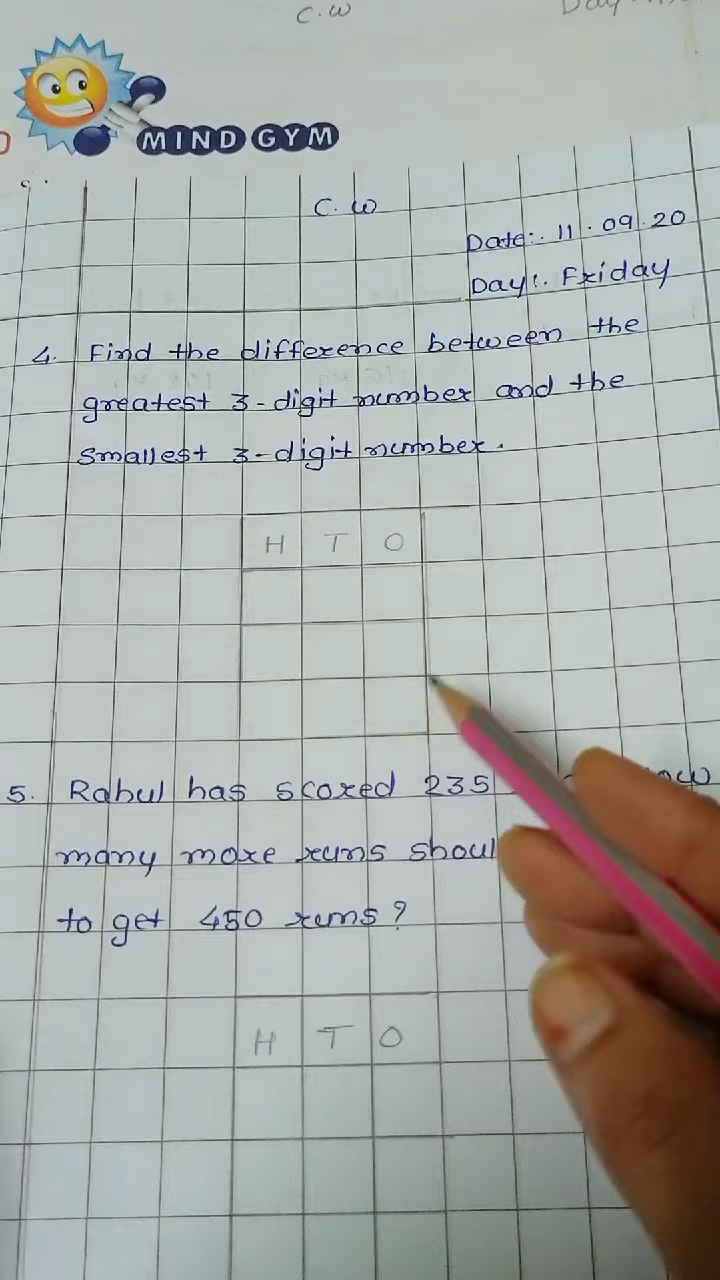 C.W
MIND GYM
C.W
Date:. 11.09.20
Day:. Friday
4. Find the difference between the
greatest 3-digit number and the
smallest 3-digit number.
H T O
5. Rahul has scored 235
many more runs
to get 450 runs?
H T O